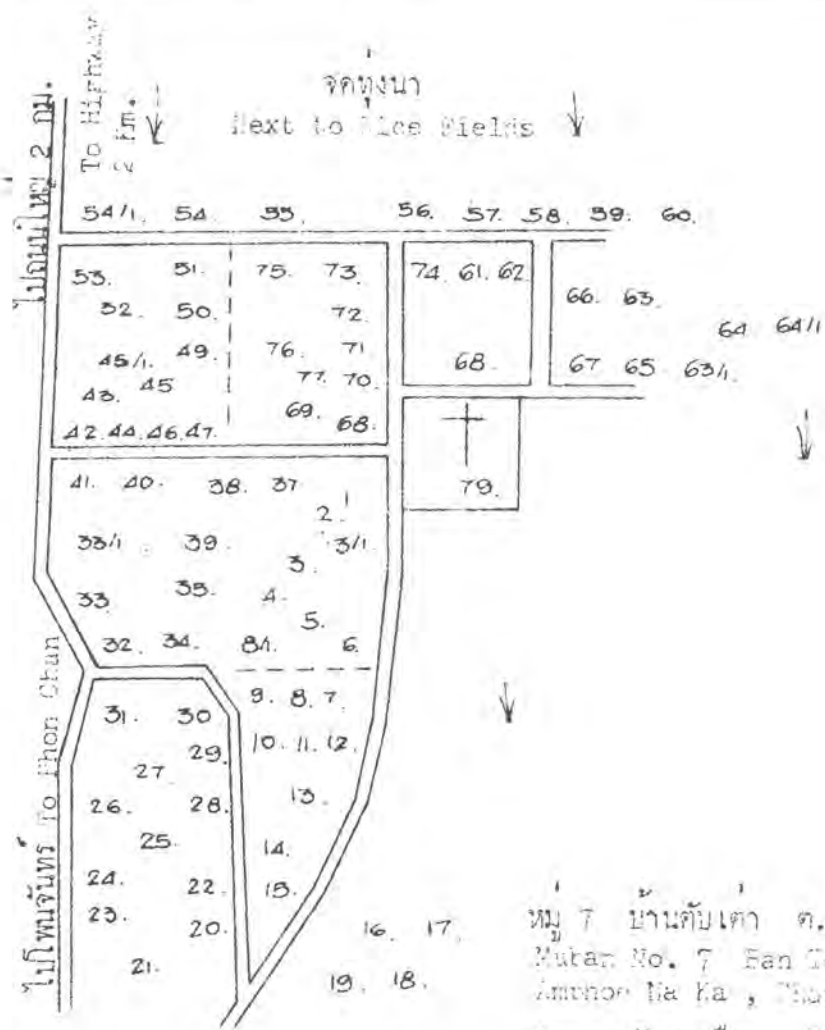 ไปถนนใหญ่ 2 กม.
To Highway
2 Km.
จดทุ่งนา
Next to Rice Fields
54/1. 54. 55. 56. 57. 58. 59. 60.
53. 51. 75. 73. 74. 61. 62.
52. 50. 72. 66. 63.
64 64/1
45/1. 49. 76. 71 68. 67 65 63/1.
43. 45 77. 70.
69. 68.
42. 44. 46. 47.
41. 40. 38. 37 1
2. 79.
33/1 39. 3/1.
3.
33. 35. 4.
5.
32. 34. 84. 6.
9. 8. 7.
31. 30
10. 11. 12.
29.
27.
26. 28. 13.
25. 14.
24. 22. 15.
23. 20. 16. 17.
21. 19. 18.
ไปโพนจันทร์ To Phon Chan
หมู่ 7 บ้านตับเต่า ต.
No. 7 Ban
Amphoe Na Ka